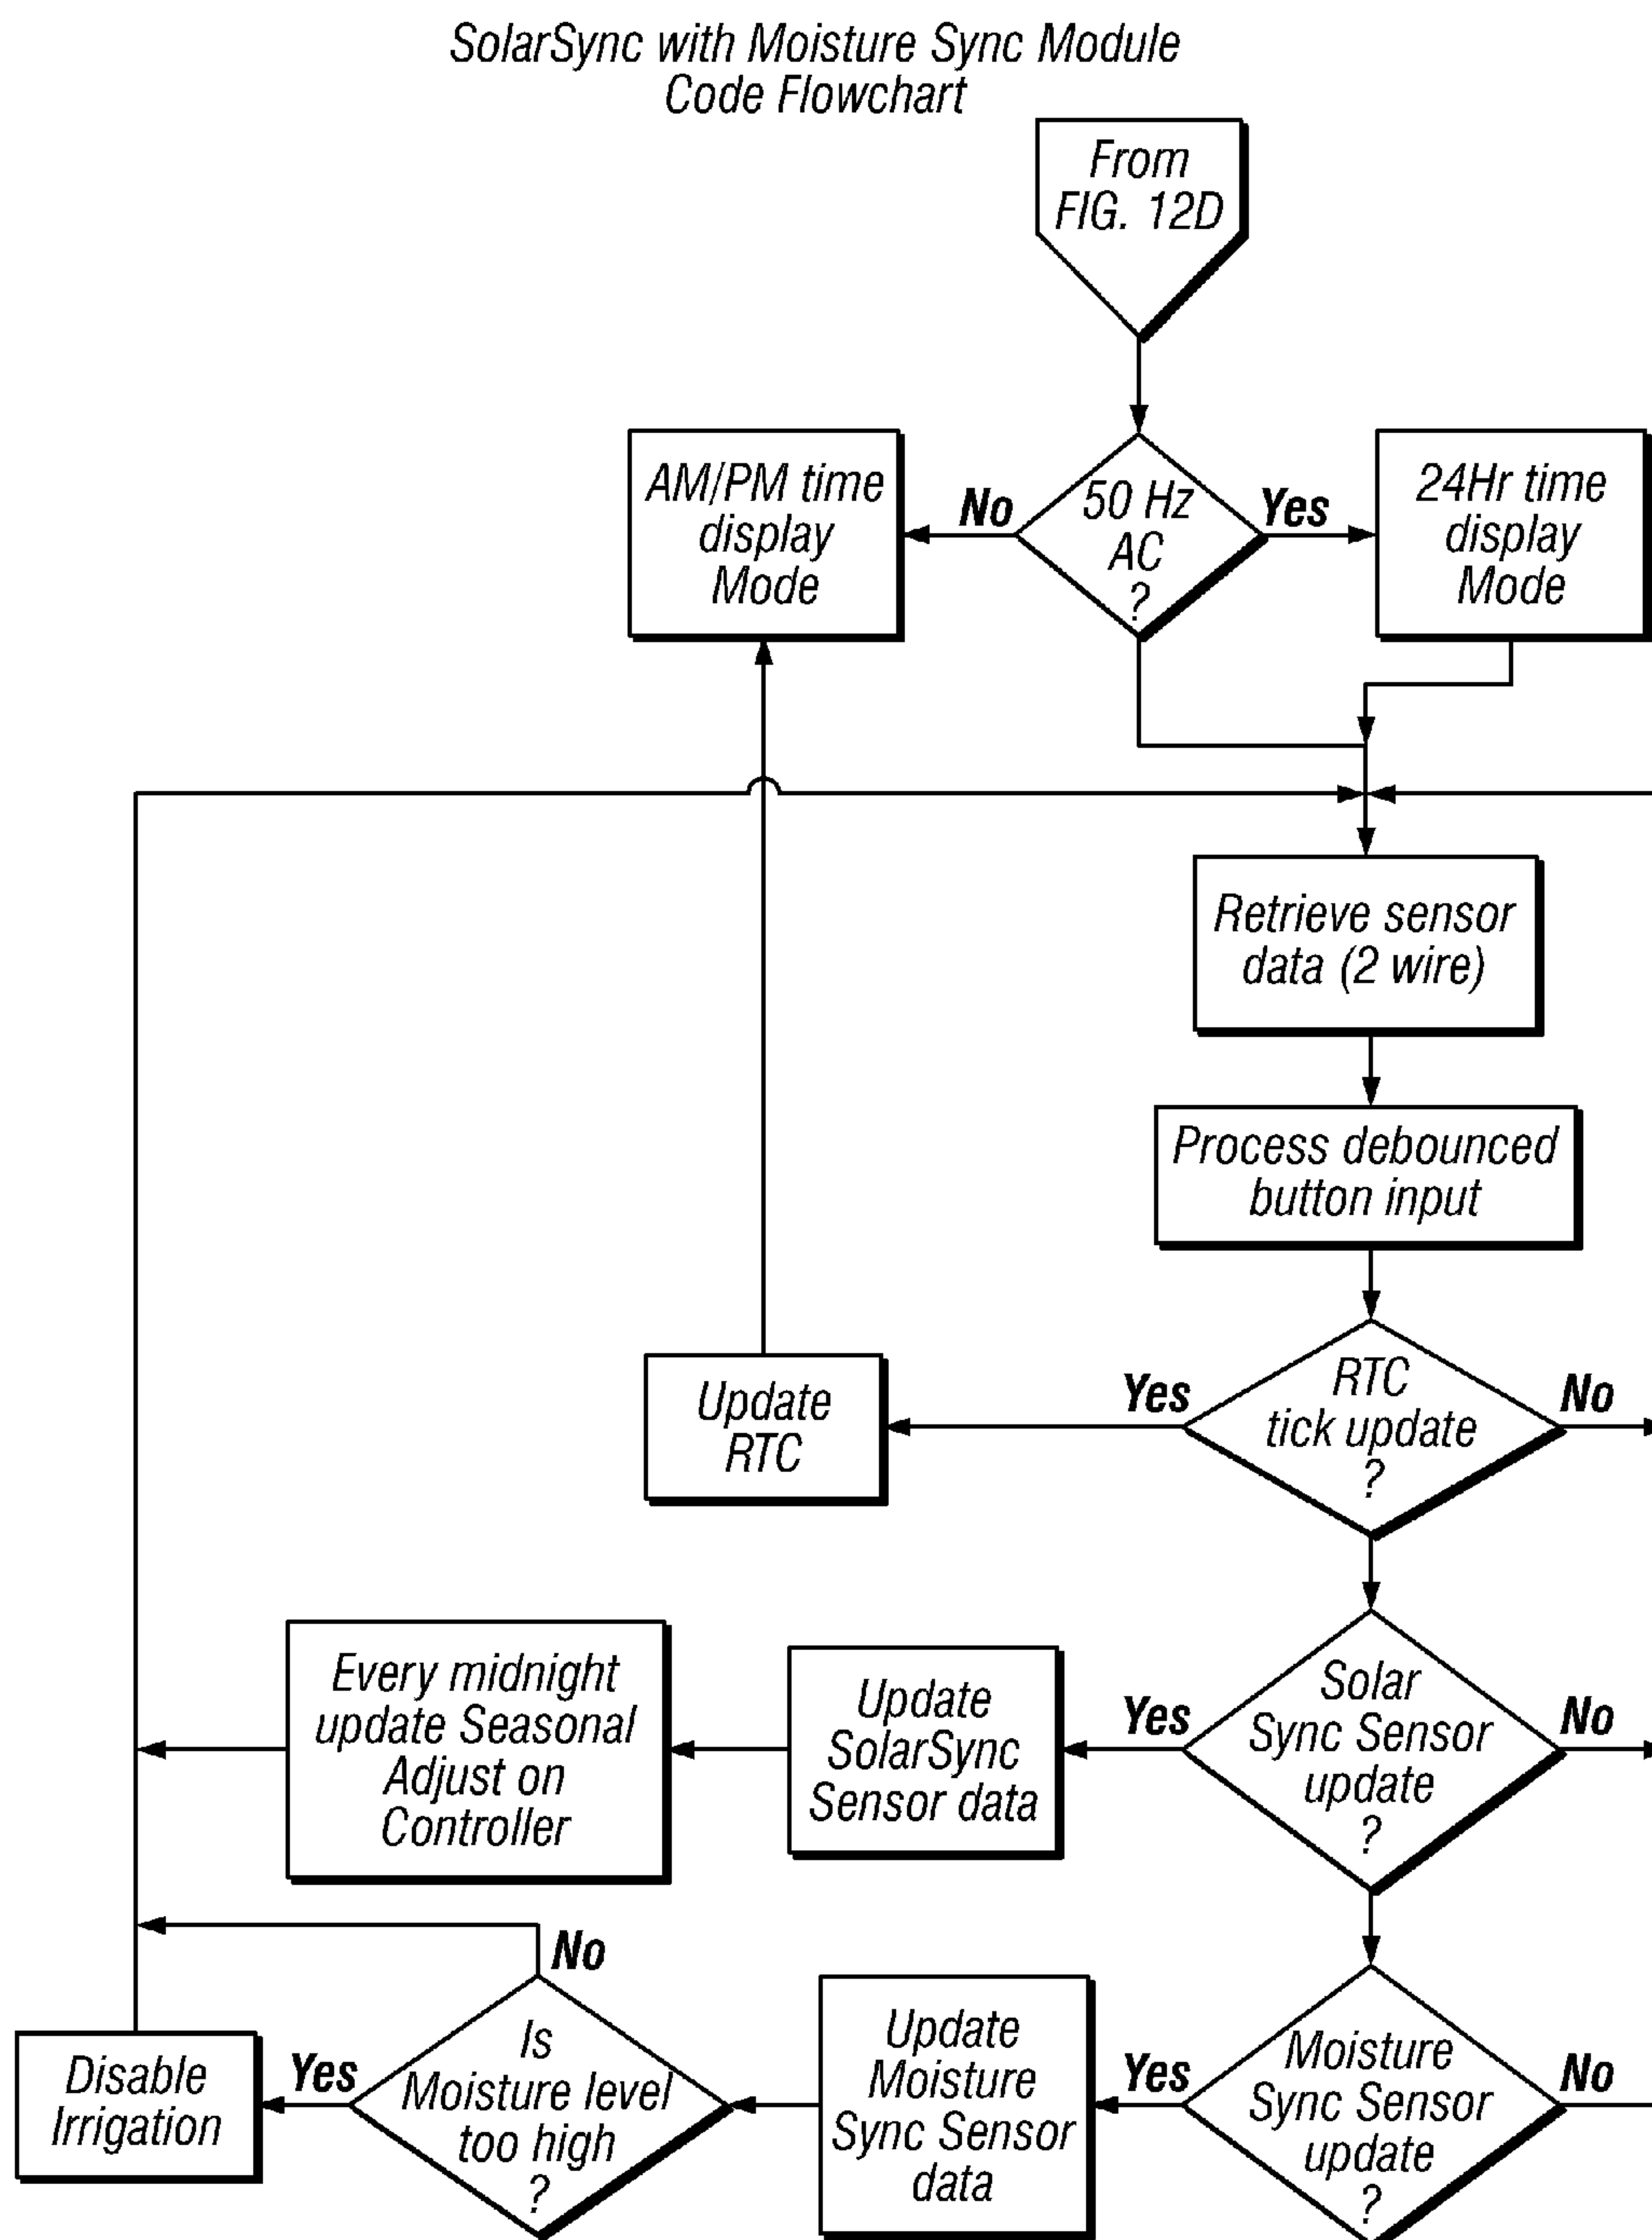 SolarSync with Moisture Sync Module
Code Flowchart
From
FIG. 12D
AM/PM time
display
Mode
No
50 Hz
AC
?
Yes
24Hr time
display
Mode
Retrieve sensor
data (2 wire)
Process debounced
button input
Update
RTC
Yes
RTC
tick update
?
No
Every midnight
update Seasonal
Adjust on
Controller
Update
SolarSync
Sensor data
Yes
Solar
Sync Sensor
update
?
No
Disable
Irrigation
Yes
No
Is
Moisture level
too high
?
Update
Moisture
Sync Sensor
data
Yes
Moisture
Sync Sensor
update
?
No